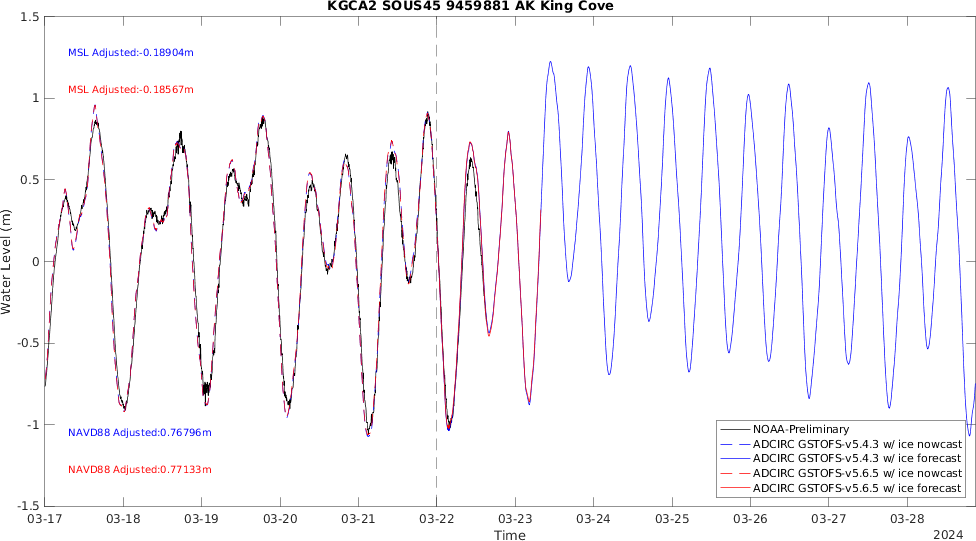 KGCA2 SOUS45 9459881 AK King Cove
1.5
1
0.5
0
-0.5
-1
-1.5
Water Level (m)
MSL Adjusted:-0.18904m
MSL Adjusted:-0.18567m
NAVD88 Adjusted:0.76796m
NAVD88 Adjusted:0.77133m
NOAA-Preliminary
ADCIRC GSTOFS-v5.4.3 w/ ice nowcast
ADCIRC GSTOFS-v5.4.3 w/ ice forecast
ADCIRC GSTOFS-v5.6.5 w/ ice nowcast
ADCIRC GSTOFS-v5.6.5 w/ ice forecast
03-17 03-18 03-19 03-20 03-21 03-22 03-23 03-24 03-25 03-26 03-27 03-28
Time
2024